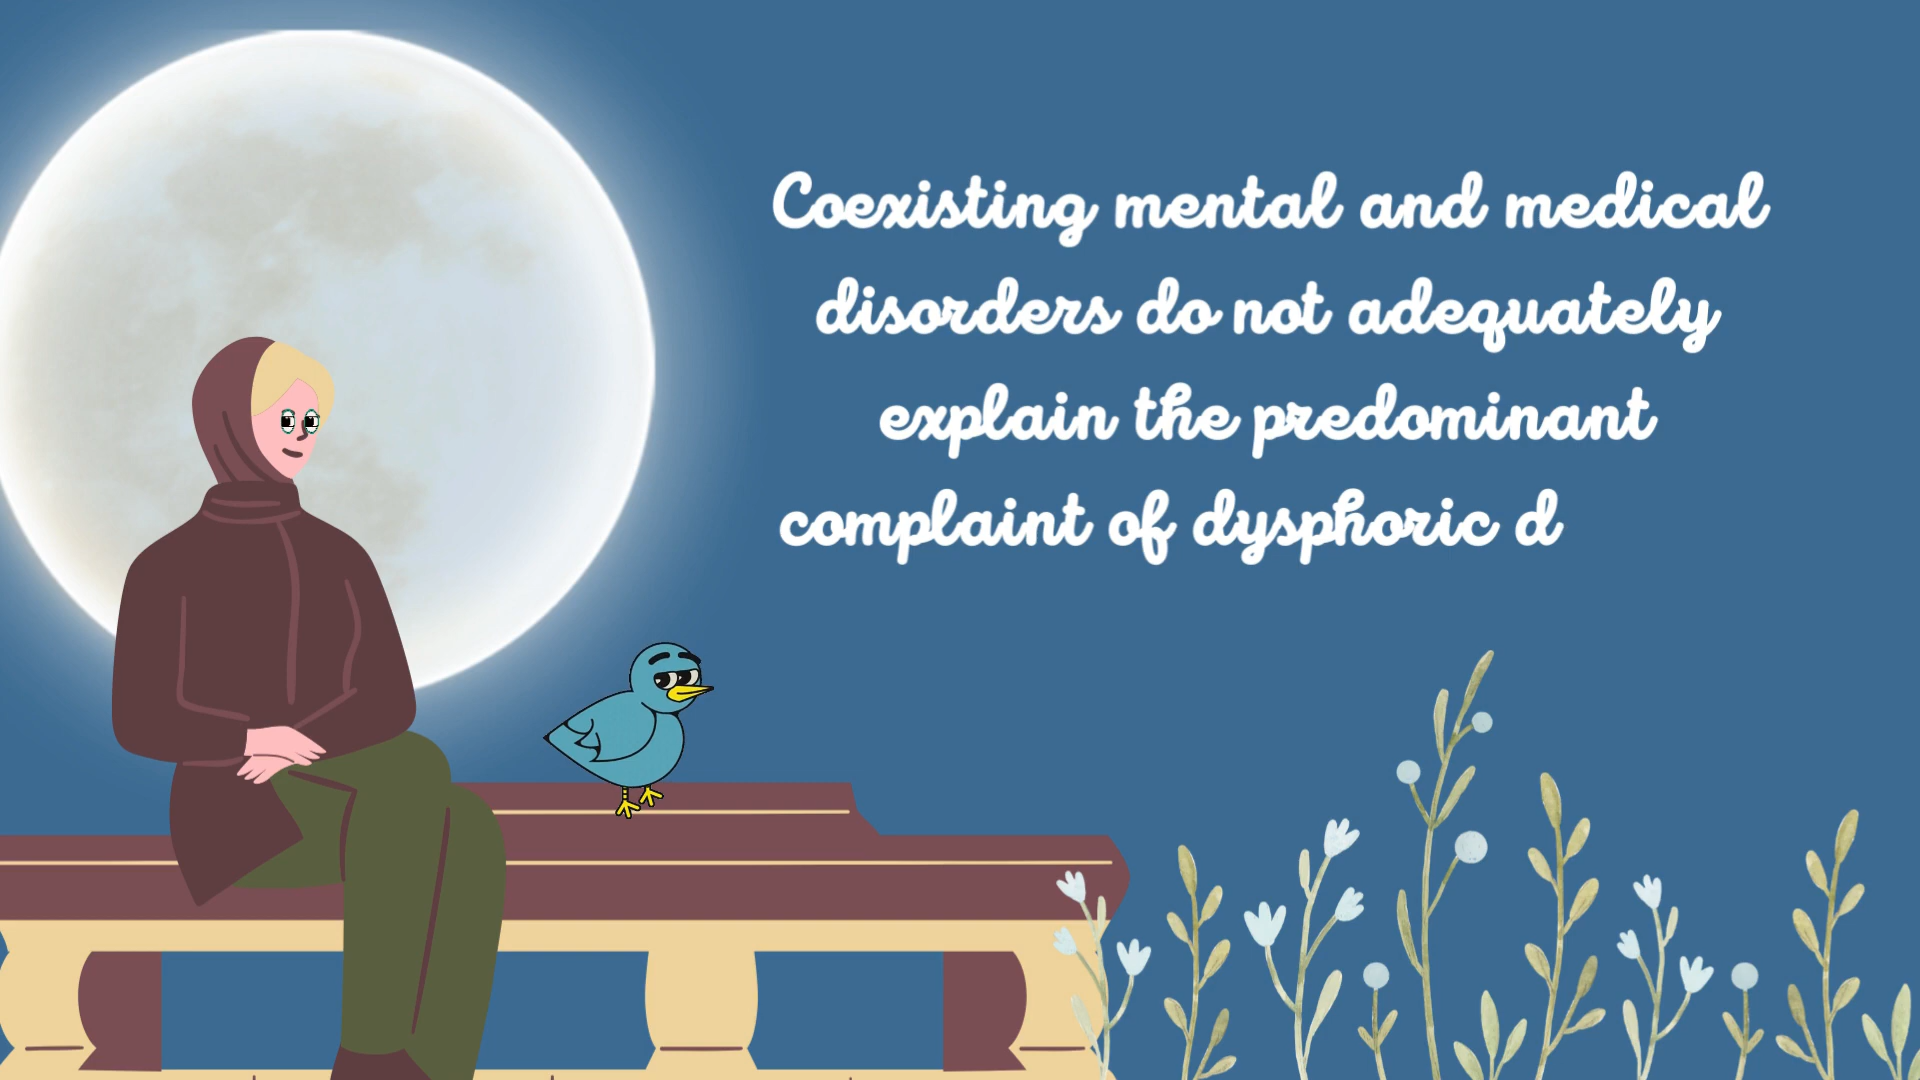 Coexisting mental and medical
disorders do not adequately
explain the predominant
complaint of dysphoric d